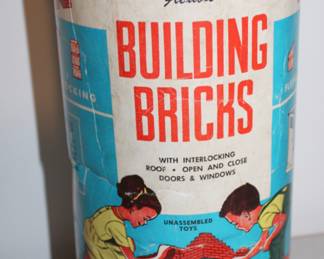 BUILDING
BRICKS
WITH INTERLOCKING
ROOF • OPEN AND CLOSE
DOORS & WINDOWS
UNASSEMBLED
TOYS